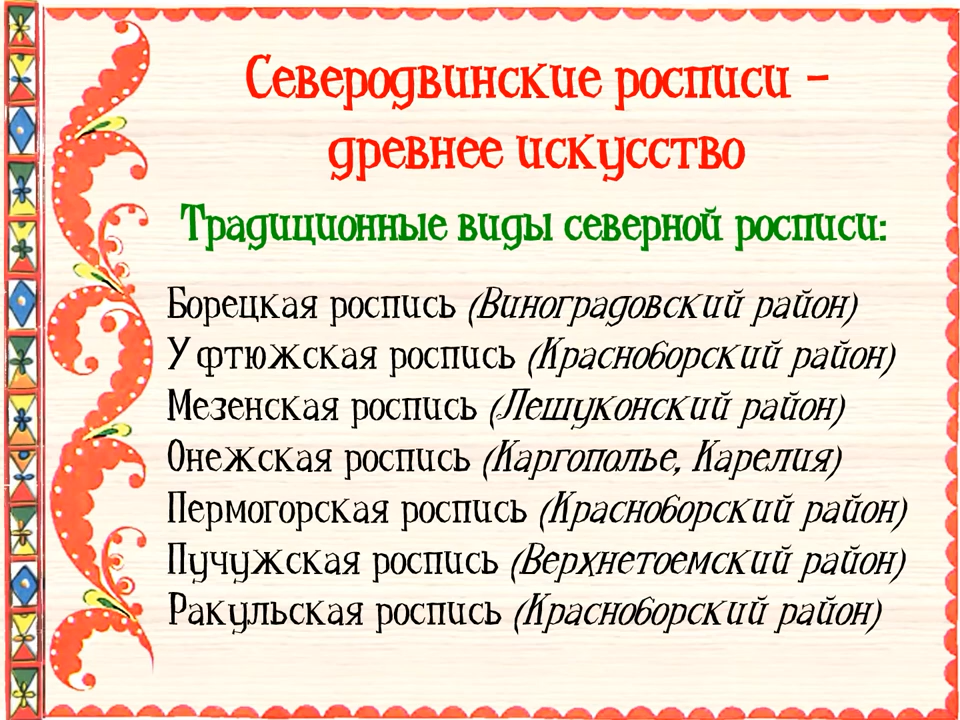 Северодвинские росписи –
древнее искусство
Традиционные виды северной росписи:
Борецкая роспись (Виноградовский район)
Уфтюжская роспись (Красноборский район)
Мезенская роспись (Лешуконский район)
Онежская роспись (Каргополье, Карелия)
Пермогорская роспись (Красноборский район)
Пучужская роспись (Верхнетоемский район)
Ракульская роспись (Красноборский район)